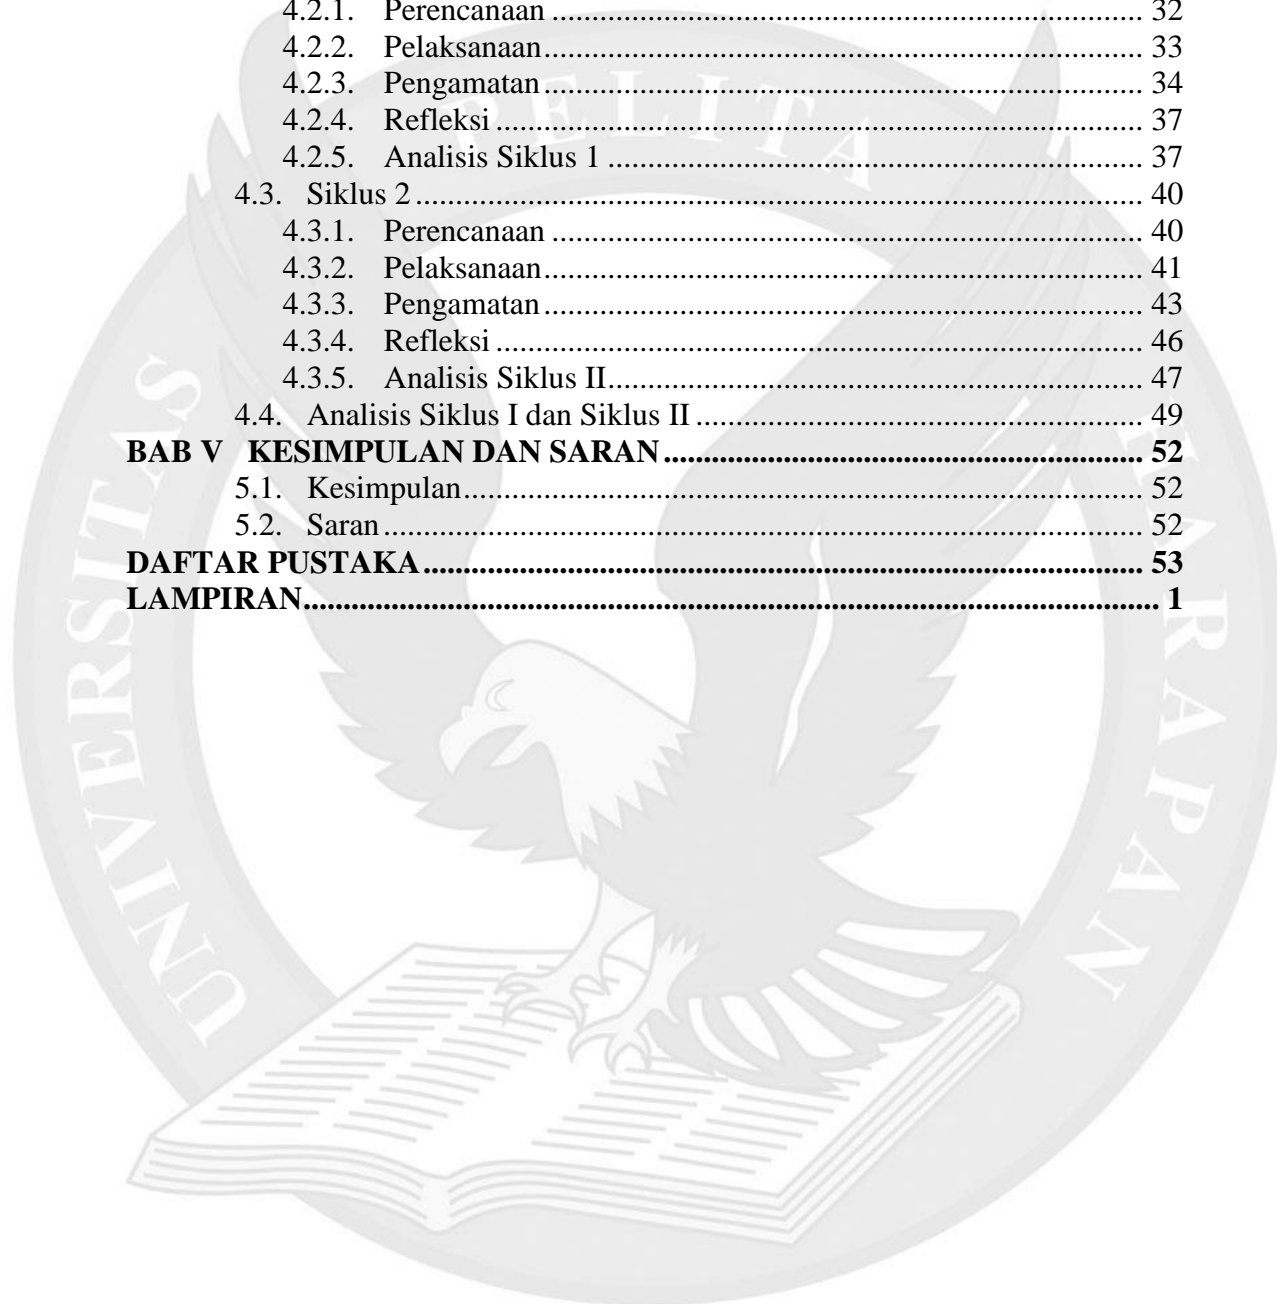 4.2.1. Perencanaan ........................................................................... 32
4.2.2. Pelaksanaan ........................................................................... 33
4.2.3. Pengamatan ........................................................................... 34
4.2.4. Refleksi .................................................................................. 37
4.2.5. Analisis Siklus 1 .................................................................... 37
4.3. Siklus 2 ............................................................................................ 40
4.3.1. Perencanaan ........................................................................... 40
4.3.2. Pelaksanaan ........................................................................... 41
4.3.3. Pengamatan ........................................................................... 43
4.3.4. Refleksi .................................................................................. 46
4.3.5. Analisis Siklus II .................................................................... 47
4.4. Analisis Siklus I dan Siklus II ......................................................... 49
BAB V KESIMPULAN DAN SARAN ............................................................. 52
5.1. Kesimpulan ...................................................................................... 52
5.2. Saran ................................................................................................ 52
DAFTAR PUSTAKA ........................................................................................... 53
LAMPIRAN ............................................................................................................ 1
UNIVERSITAS PELITA HARAPAN